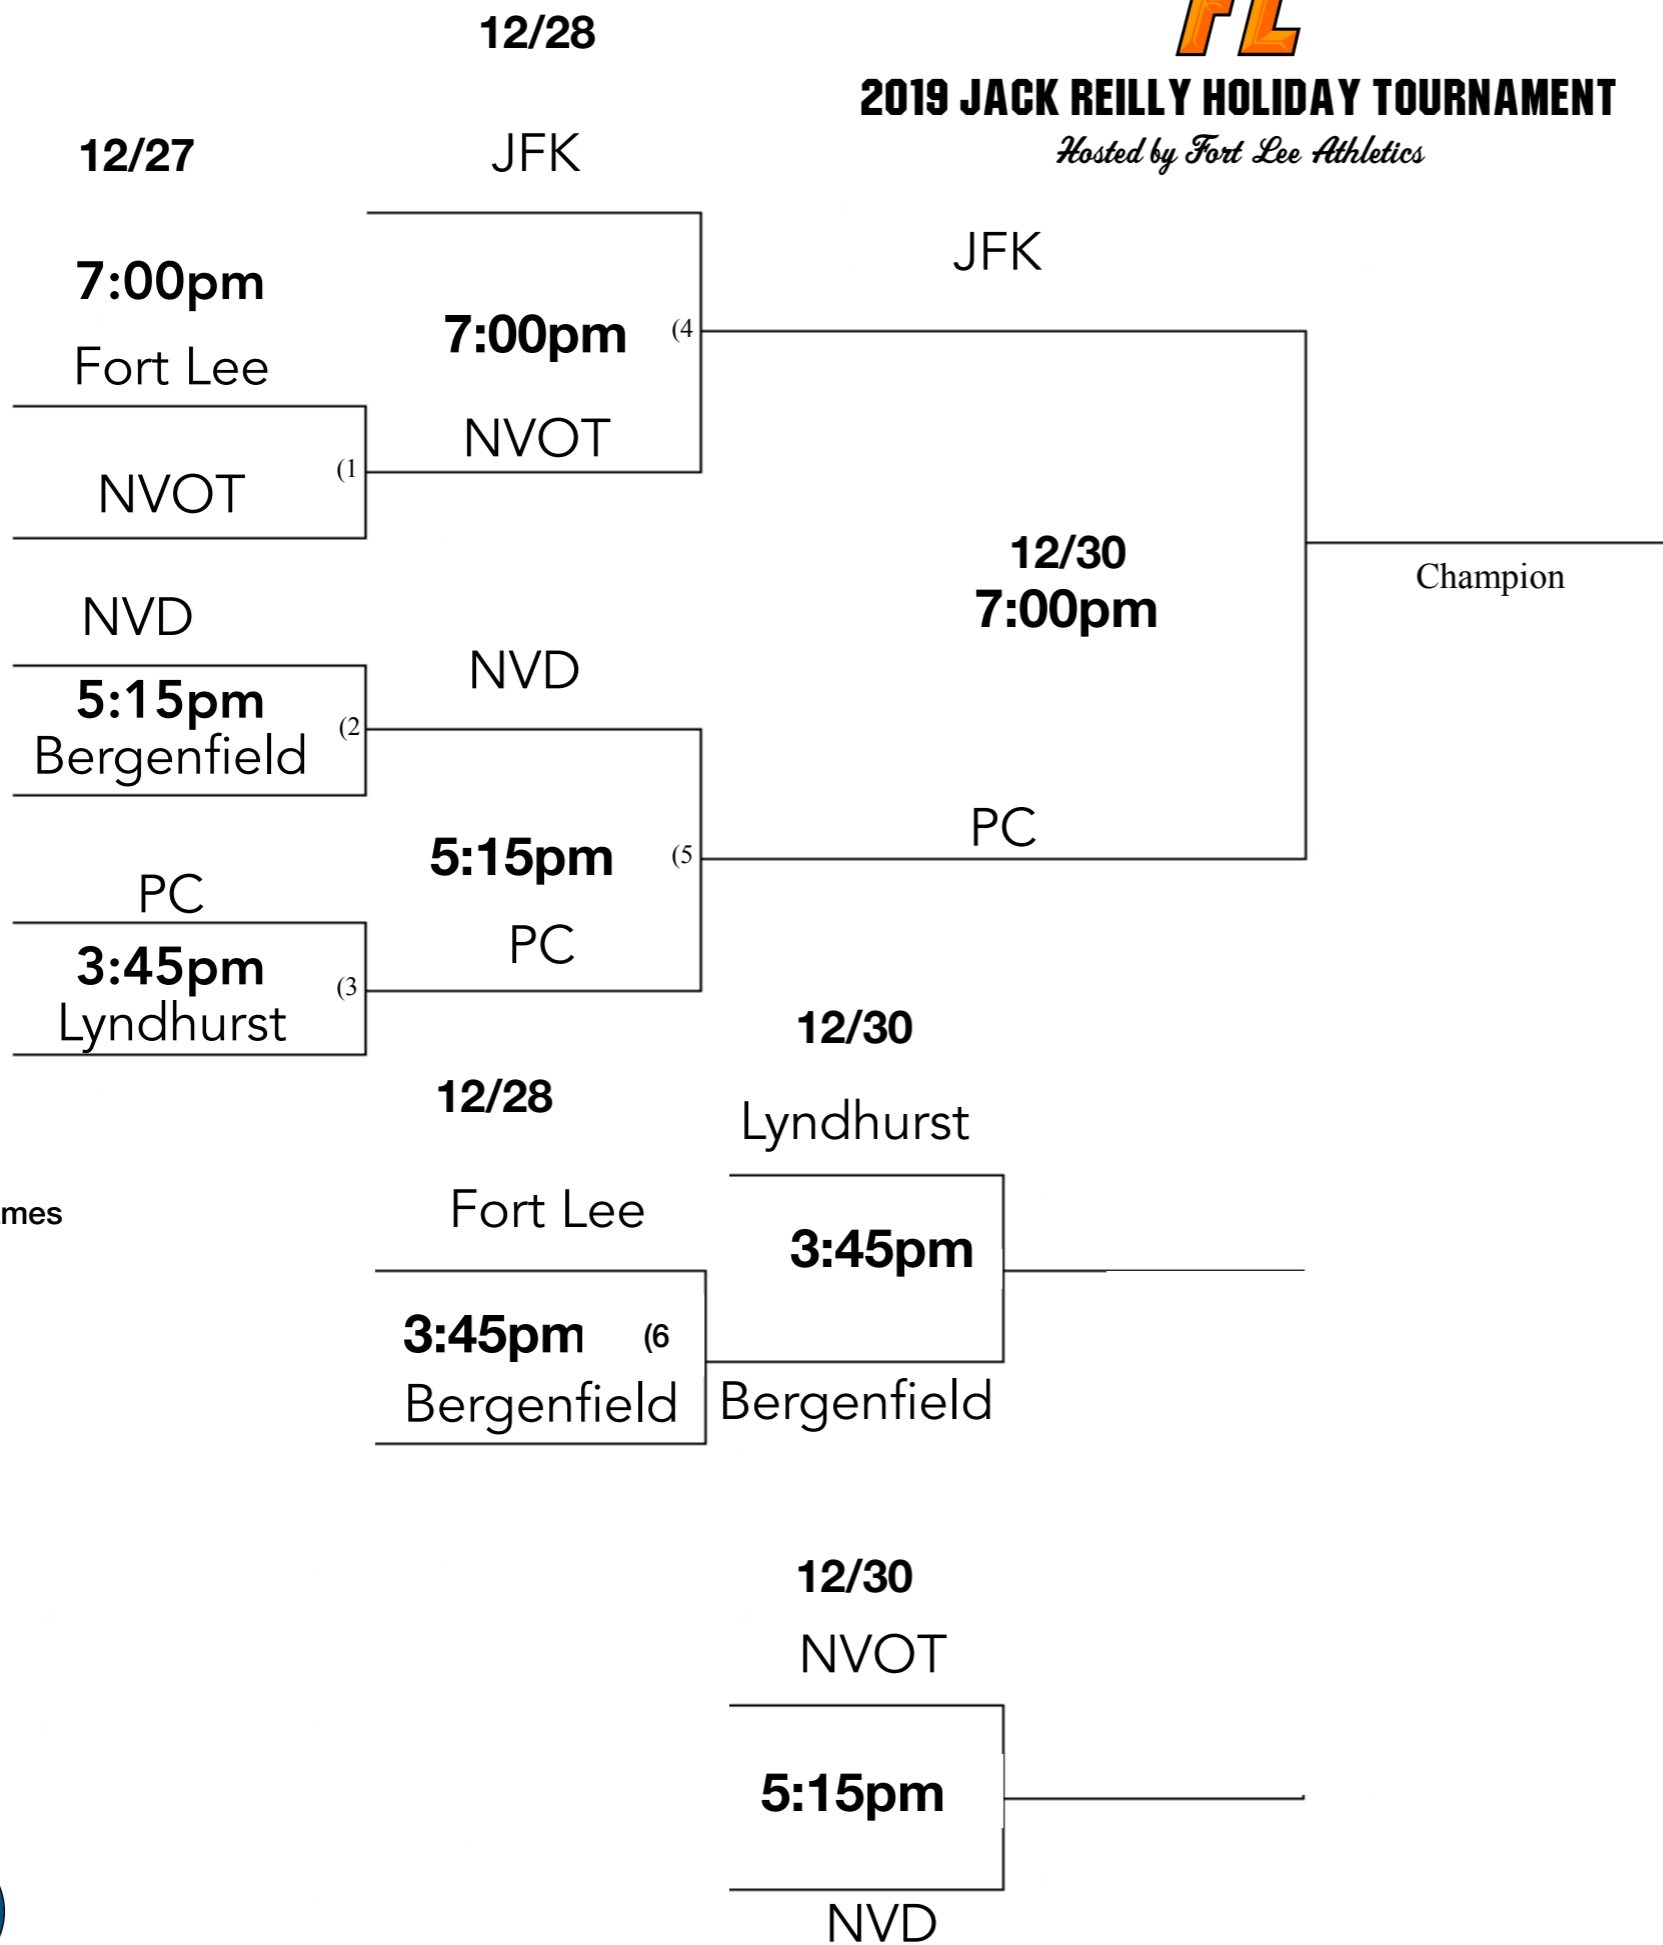 12/28
FL
2019 JACK REILLY HOLIDAY TOURNAMENT
Hosted by Fort Lee Athletics
12/27
JFK
7:00pm
JFK
7:00pm
(4
Fort Lee
NVOT
(1
NVOT
12/30
7:00pm
Champion
NVD
NVD
5:15pm
(2
Bergenfield
PC
5:15pm
(5
PC
PC
3:45pm
(3
Lyndhurst
12/30
12/28
Lyndhurst
Fort Lee
mes
3:45pm
3:45pm
(6
Bergenfield
Bergenfield
12/30
NVOT
5:15pm
NVD